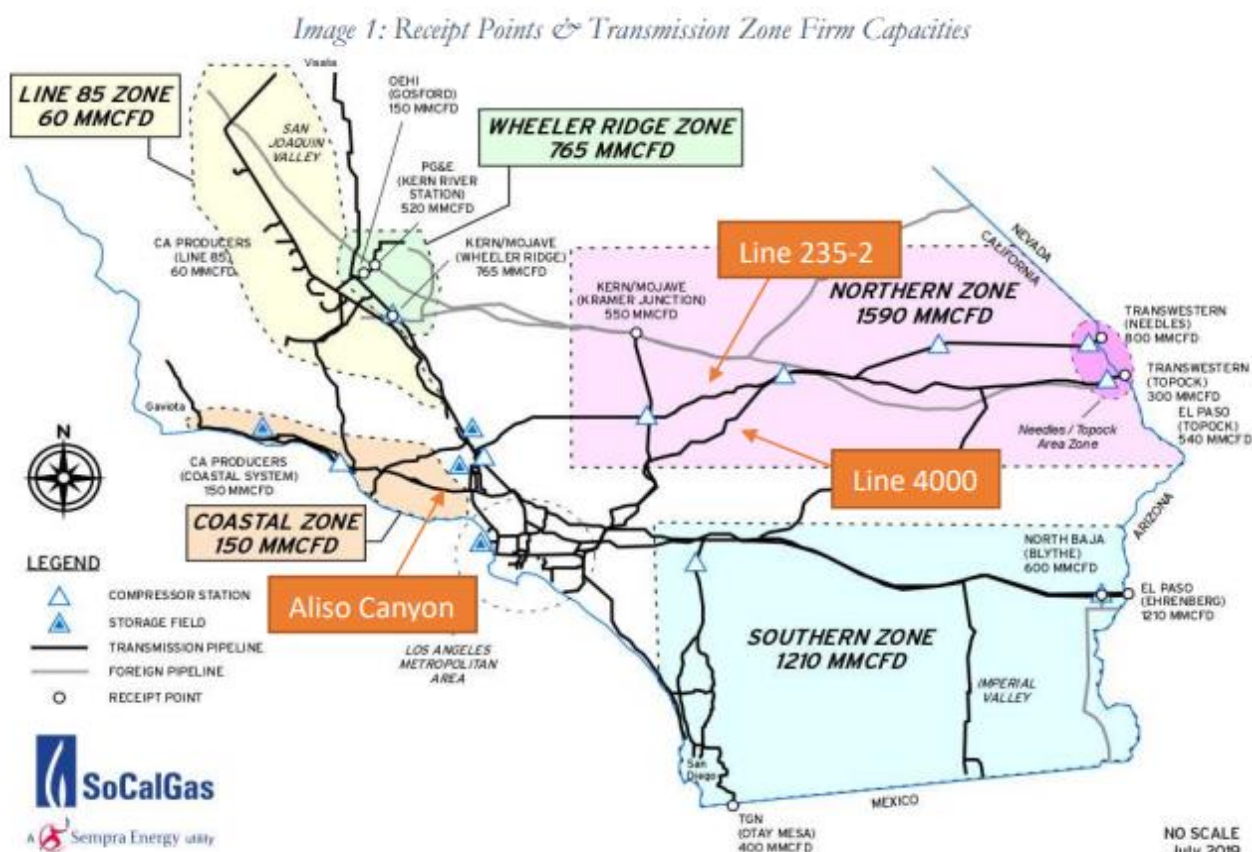 Image 1: Receipt Points & Transmission Zone Firm Capacities
Visalia
LINE 85 ZONE
60 MMCFD
SAN
JOAQUIN
VALLEY
OEHI
(GOSFORD)
150 MMCFD
WHEELER RIDGE ZONE
765 MMCFD
PG&E
(KERN RIVER
STATION)
520 MMCFD
CA PRODUCERS
(LINE 85)
60 MMCFD
KERN/MOJAVE
(WHEELER RIDGE)
765 MMCFD
Line 235-2
NEVADA
CALIFORNIA
KERN/MOJAVE
(KRAMER JUNCTION)
550 MMCFD
NORTHERN ZONE
1590 MMCFD
TRANSWESTERN
(NEEDLES)
800 MMCFD
TRANSWESTERN
(TOPOCK)
300 MMCFD
EL PASO
(TOPOCK)
540 MMCFD
Needles / Topock
Area Zone
Gaviota
N
CA PRODUCERS
(COASTAL SYSTEM)
150 MMCFD
Line 4000
COASTAL ZONE
150 MMCFD
ARIZONA
LEGEND
COMPRESSOR STATION
STORAGE FIELD
TRANSMISSION PIPELINE
FOREIGN PIPELINE
RECEIPT POINT
Aliso Canyon
LOS ANGELES
METROPOLITAN
AREA
NORTH BAJA
(BLYTHE)
600 MMCFD
EL PASO
(EHRENBERG)
1210 MMCFD
SOUTHERN ZONE
1210 MMCFD
IMPERIAL
VALLEY
San
Diego
MEXICO
TGN
(OTAY MESA)
400 MMCFD
SoCalGas
A Sempra Energy utility
NO SCALE
July 2019